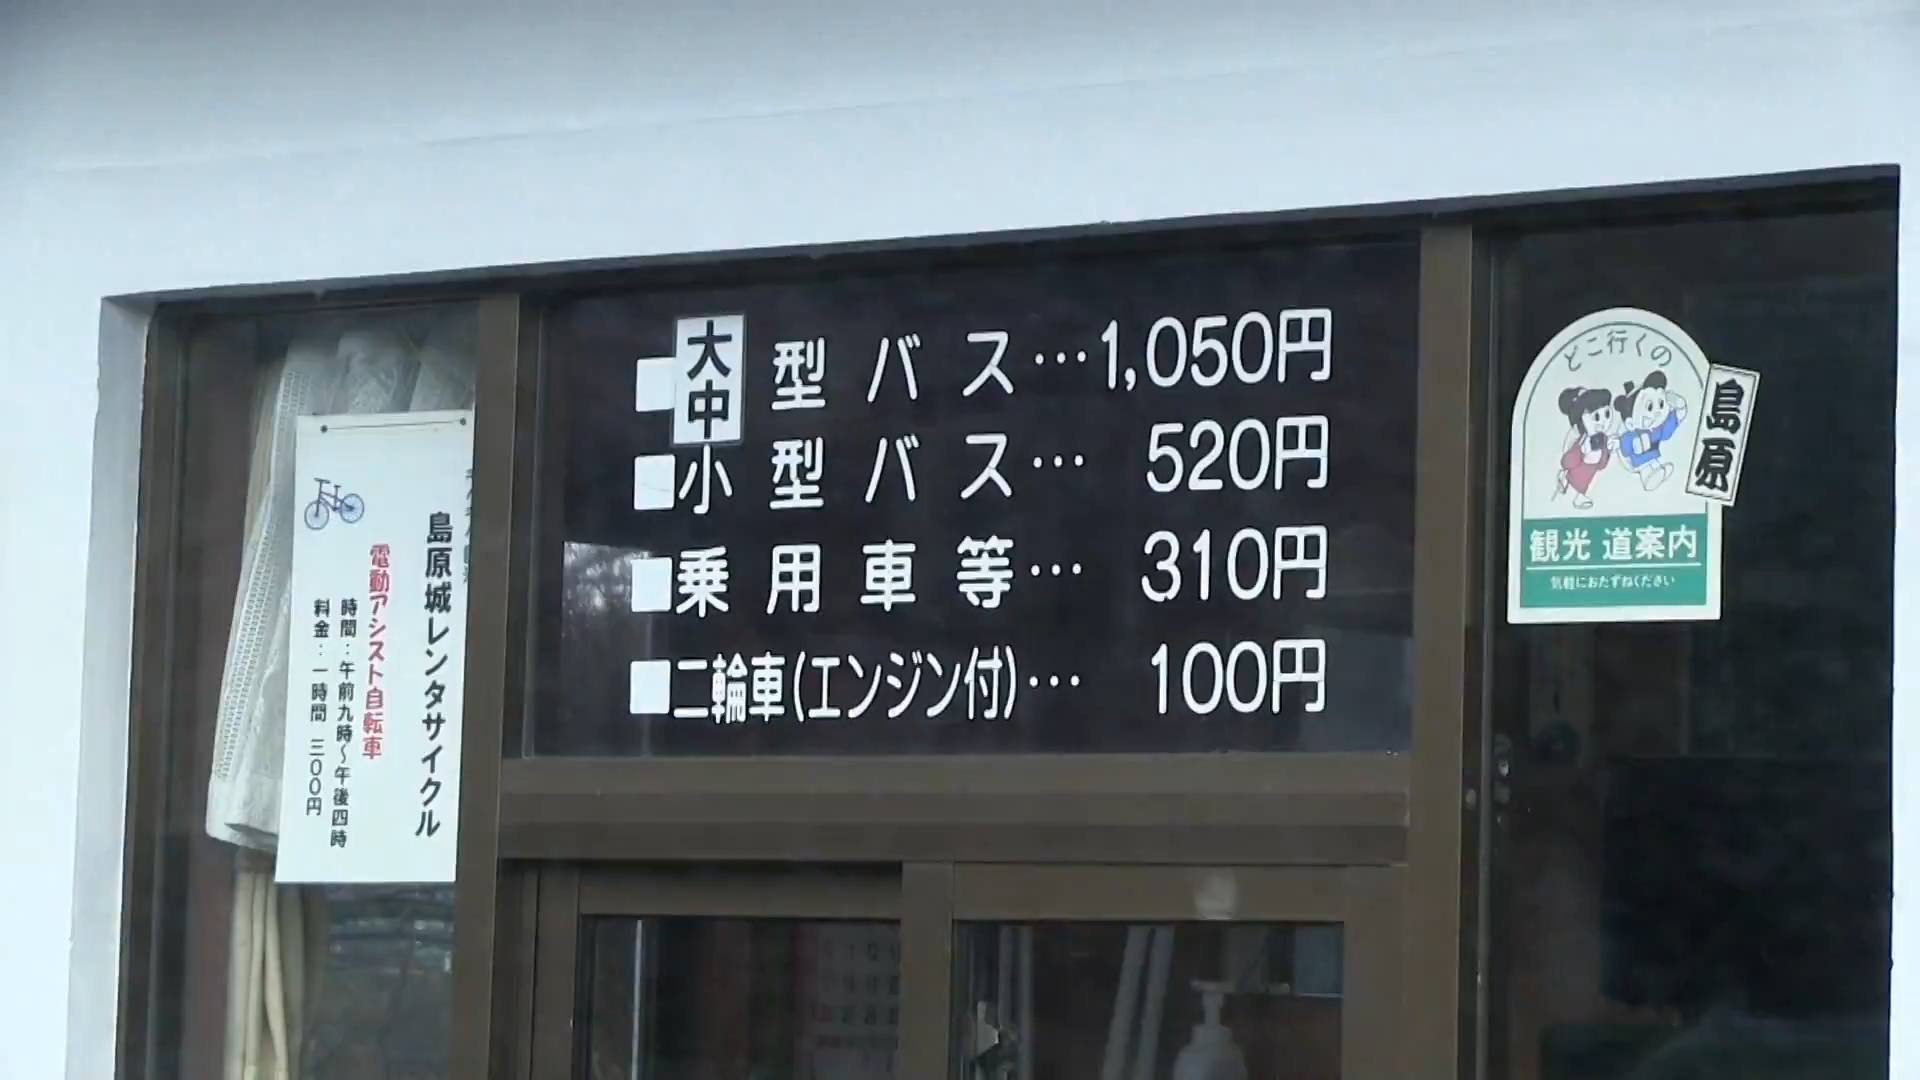 島原城レンタサイクル
電動アシスト自転車
時間：午前九時～午後四時
料金：一時間 三〇〇円
■大中型バス…1,050円
■小型バス…520円
■乗用車等…310円
■二輪車(エンジン付)…100円
どこ行くの
島原
観光 道案内
気軽におたずねください